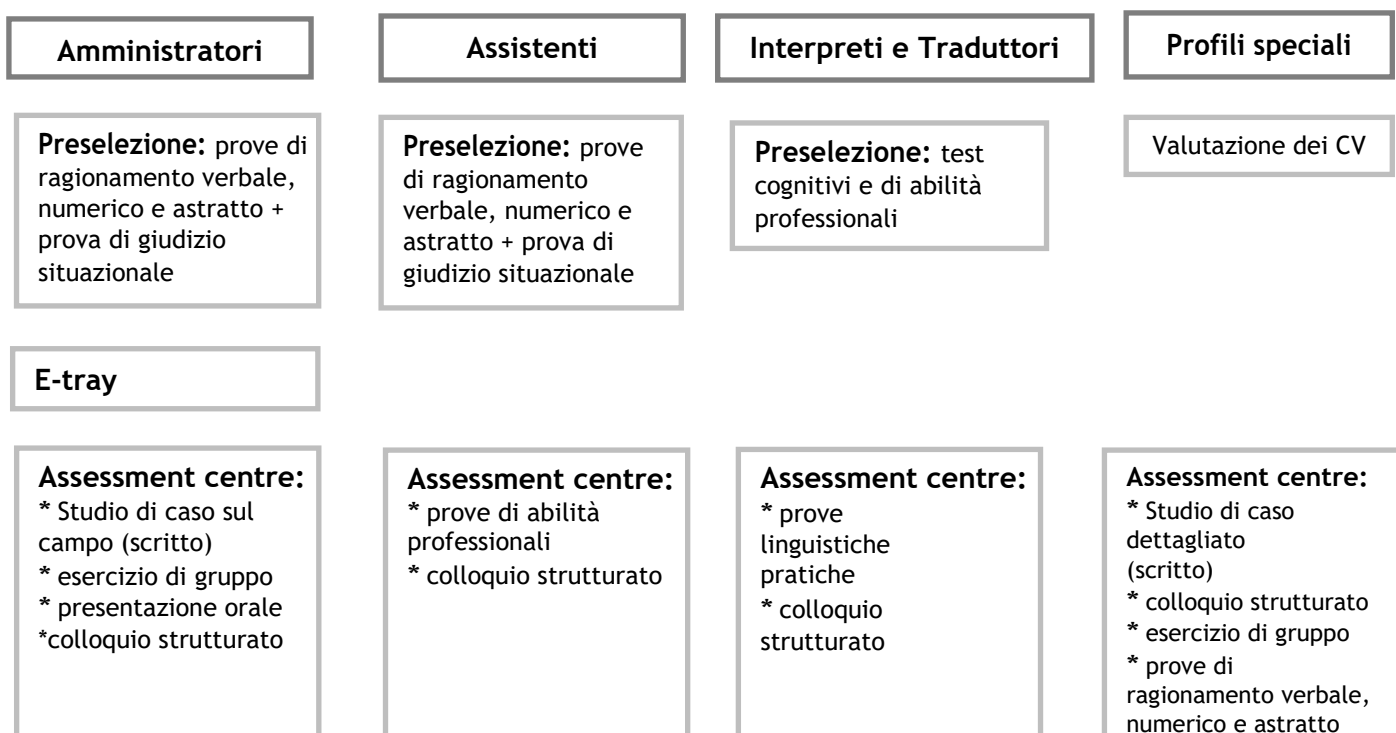 Amministratori
Assistenti
Interpreti e Traduttori
Profili speciali
Preselezione: prove di
ragionamento verbale,
numerico e astratto +
prova di giudizio
situazionale
Preselezione: prove
di ragionamento
verbale, numerico e
astratto + prova di
giudizio situazionale
Preselezione: test
cognitivi e di abilità
professionali
Valutazione dei CV
E-tray
Assessment centre:
* Studio di caso sul
campo (scritto)
* esercizio di gruppo
* presentazione orale
*colloquio strutturato
Assessment centre:
* prove di abilità
professionali
* colloquio strutturato
Assessment centre:
* prove
linguistiche
pratiche
* colloquio
strutturato
Assessment centre:
* Studio di caso
dettagliato
(scritto)
* colloquio strutturato
* esercizio di gruppo
* prove di
ragionamento verbale,
numerico e astratto